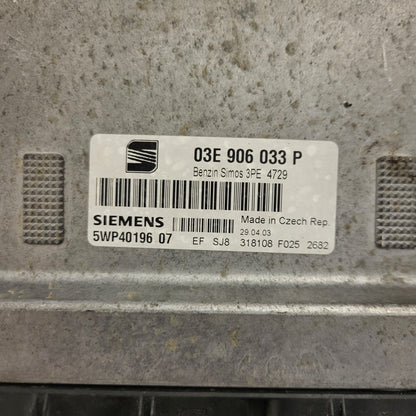 03E 906 033 P
Benzin Simos 3PE 4729
SIEMENS Made in Czech Rep.
29.04.03
5WP40196 07 EF SJ8 318108 F025 2682